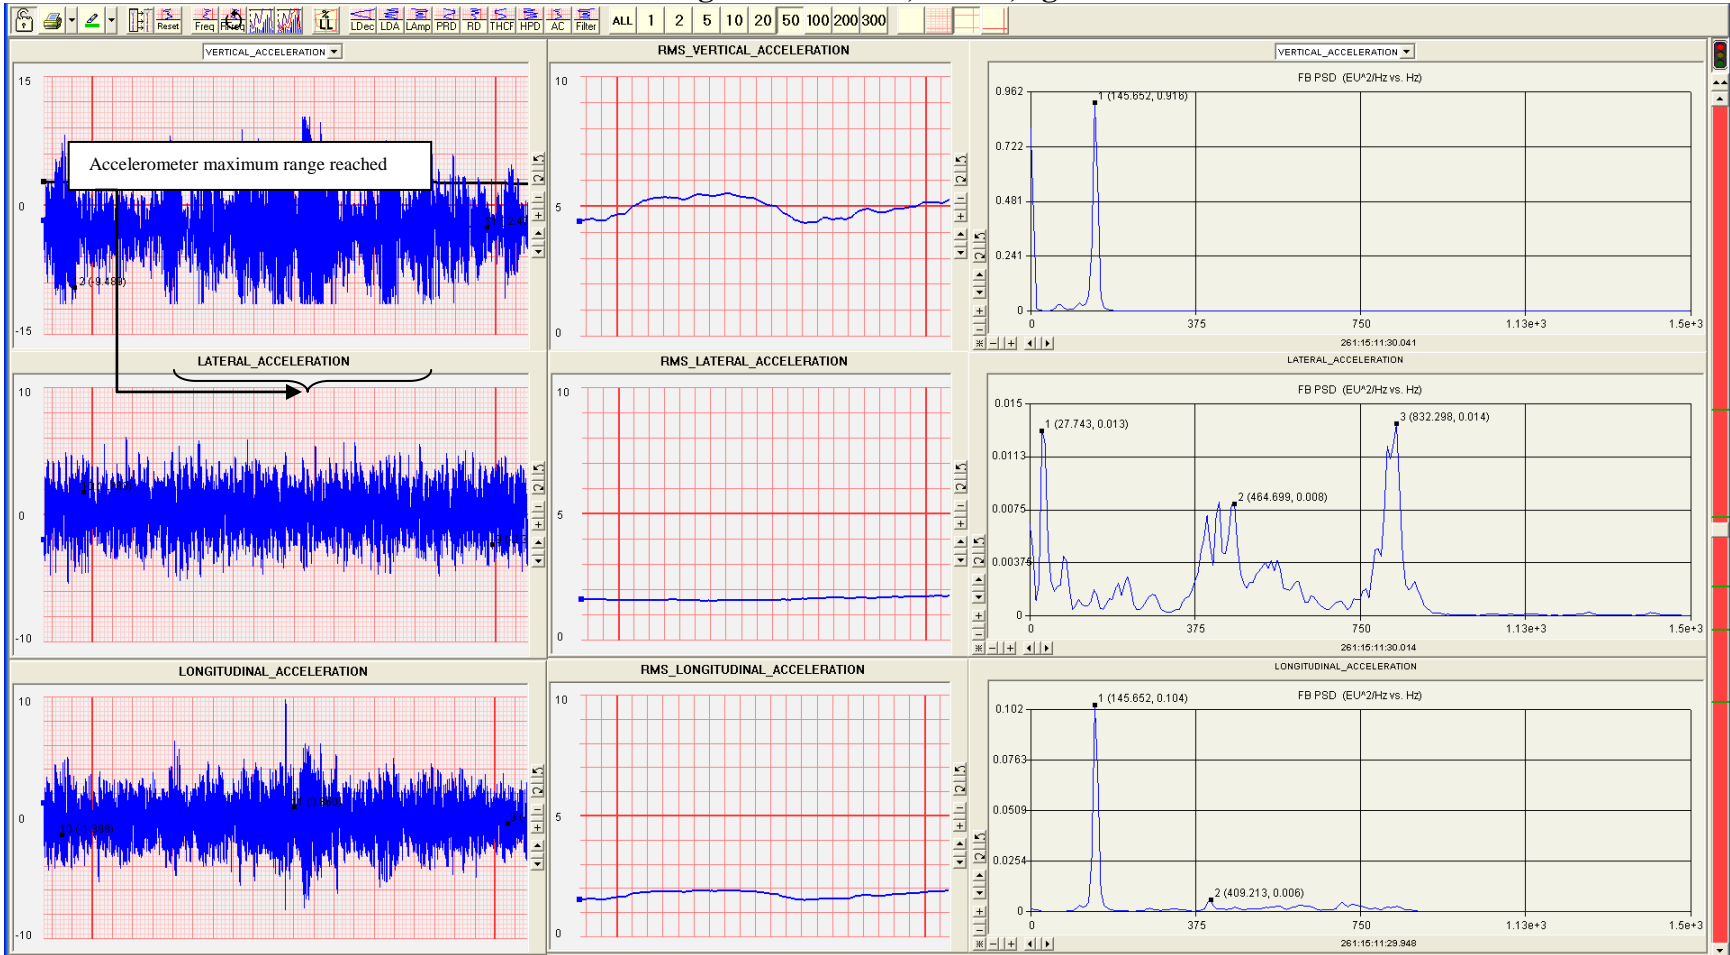 Reset Freq LL LDec LDA LAmp PRD RD THCF HPD AC Filter ALL 1 2 5 10 20 50 100 200 300
VERTICAL_ACCELERATION
15
Accelerometer maximum range reached
0
2 (-9.489)
-15
RMS_VERTICAL_ACCELERATION
10
5
0
VERTICAL_ACCELERATION
FB PSD (EU^2/Hz vs. Hz)
0.962
1 (145.652, 0.916)
0.722
0.481
0.241
0
0 375 750 1.13e+3 1.5e+3
261:15:11:30.041
LATERAL_ACCELERATION
10
0
-10
RMS_LATERAL_ACCELERATION
10
5
0
LATERAL_ACCELERATION
FB PSD (EU^2/Hz vs. Hz)
0.015
1 (27.743, 0.013)
3 (832.298, 0.014)
0.0113
2 (464.699, 0.008)
0.0075
0.00375
0
0 375 750 1.13e+3 1.5e+3
261:15:11:30.014
LONGITUDINAL_ACCELERATION
10
0
-10
RMS_LONGITUDINAL_ACCELERATION
10
5
0
LONGITUDINAL_ACCELERATION
FB PSD (EU^2/Hz vs. Hz)
0.102
1 (145.652, 0.104)
0.0763
0.0509
0.0254
2 (409.213, 0.006)
0
0 375 750 1.13e+3 1.5e+3
261:15:11:29.948